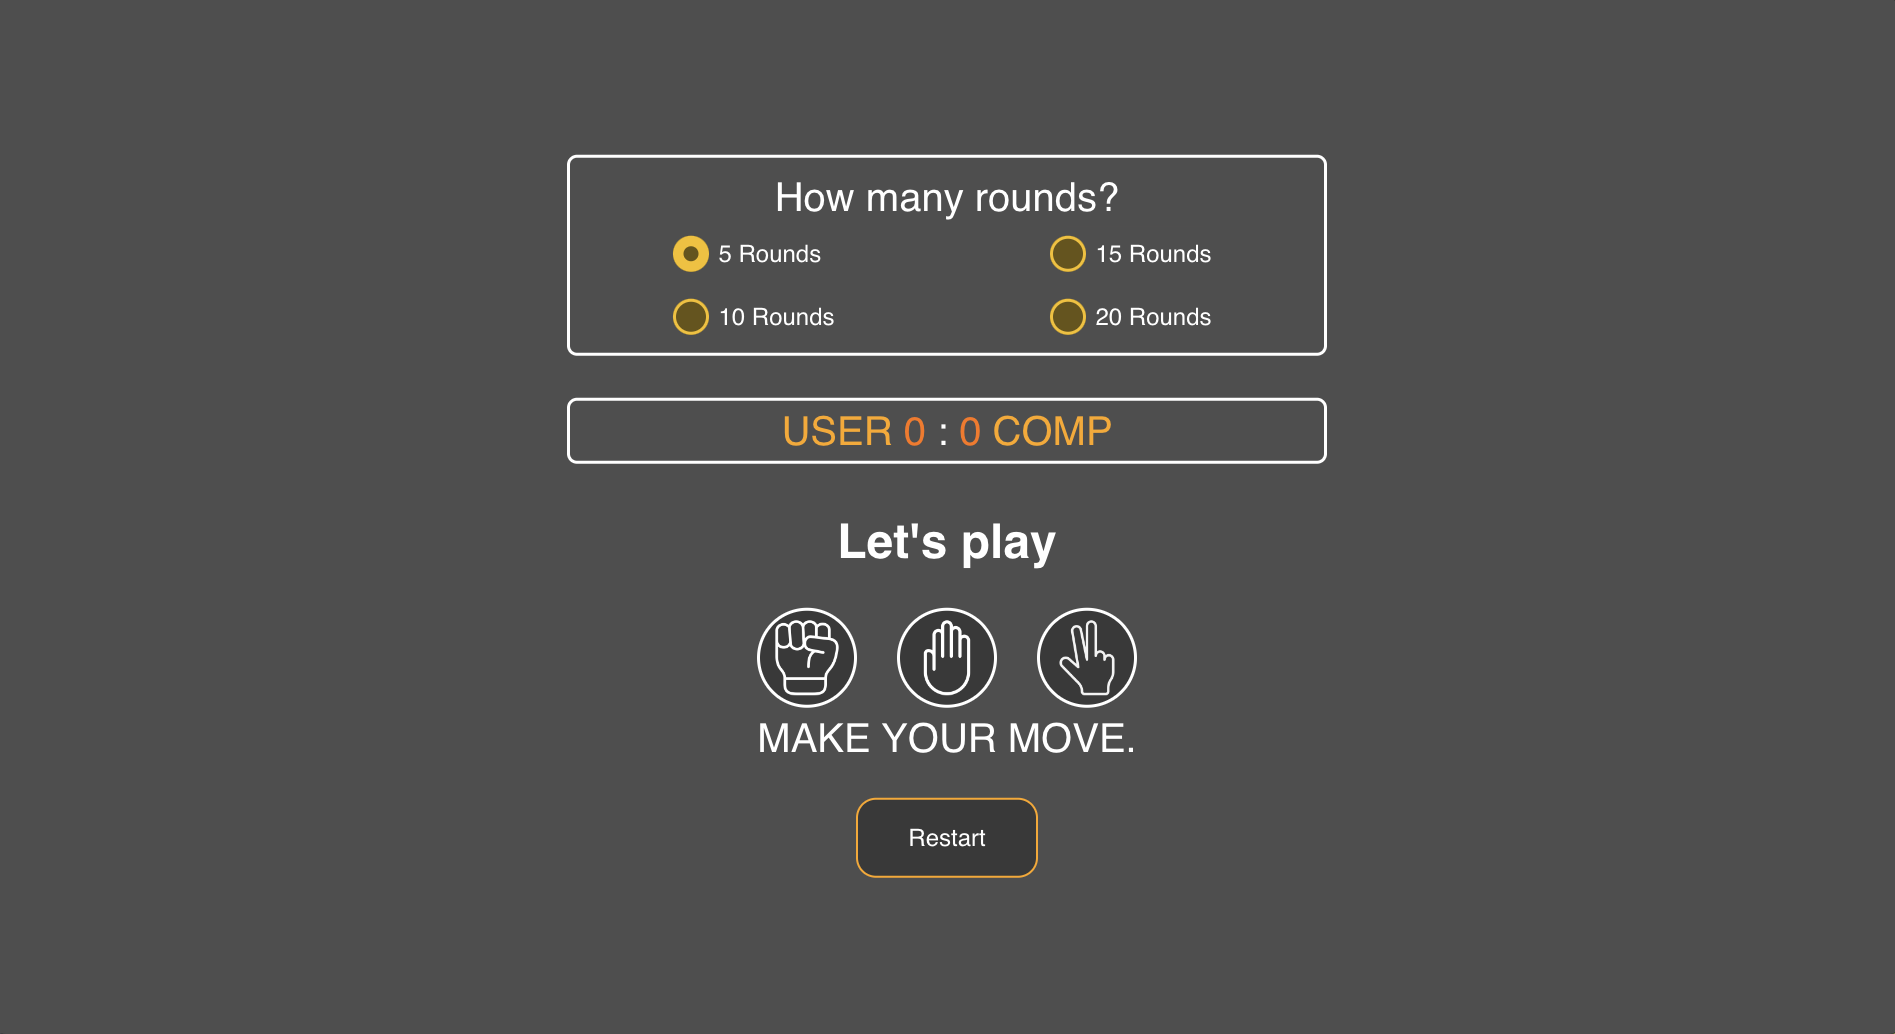 How many rounds?
5 Rounds
15 Rounds
10 Rounds
20 Rounds
USER 0 : 0 COMP
Let's play
MAKE YOUR MOVE.
Restart